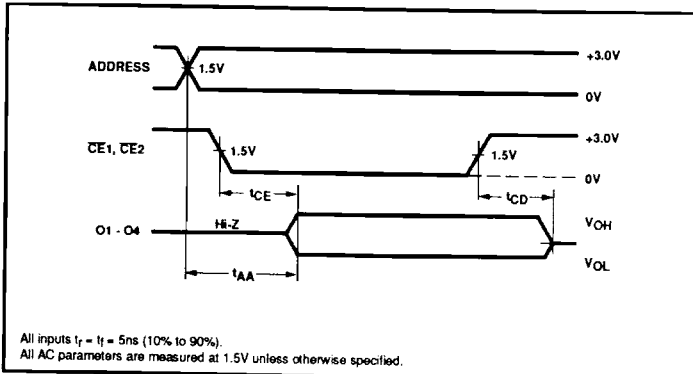 +3.0V
ADDRESS
1.5V
0V
CE1, CE2
+3.0V
1.5V
1.5V
0V
tCE
tCD
O1 - O4
Hi-Z
VOH
VOL
tAA
All inputs tr = tf = 5ns (10% to 90%).
All AC parameters are measured at 1.5V unless otherwise specified.